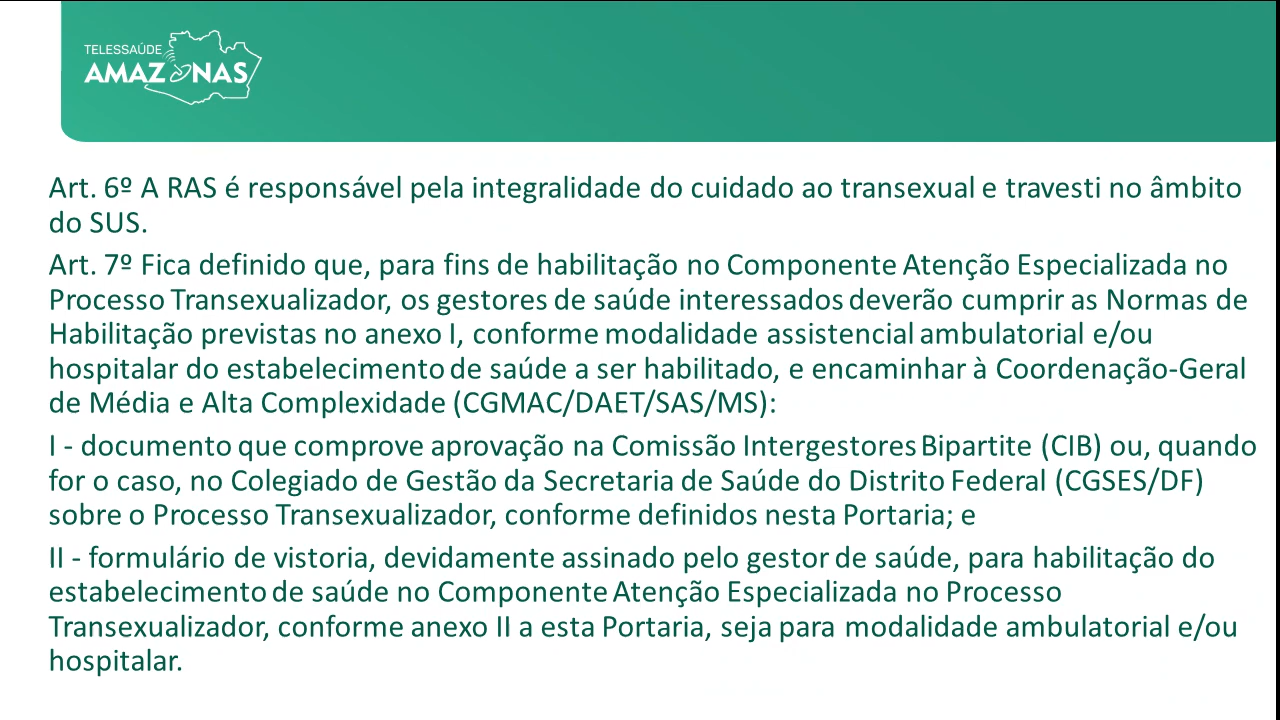 TELESSAÚDE
AMAZONAS
Art. 6º A RAS é responsável pela integralidade do cuidado ao transexual e travesti no âmbito
do SUS.
Art. 7º Fica definido que, para fins de habilitação no Componente Atenção Especializada no
Processo Transexualizador, os gestores de saúde interessados deverão cumprir as Normas de
Habilitação previstas no anexo I, conforme modalidade assistencial ambulatorial e/ou
hospitalar do estabelecimento de saúde a ser habilitado, e encaminhar à Coordenação-Geral
de Média e Alta Complexidade (CGMAC/DAET/SAS/MS):
I - documento que comprove aprovação na Comissão Intergestores Bipartite (CIB) ou, quando
for o caso, no Colegiado de Gestão da Secretaria de Saúde do Distrito Federal (CGSES/DF)
sobre o Processo Transexualizador, conforme definidos nesta Portaria; e
II - formulário de vistoria, devidamente assinado pelo gestor de saúde, para habilitação do
estabelecimento de saúde no Componente Atenção Especializada no Processo
Transexualizador, conforme anexo II a esta Portaria, seja para modalidade ambulatorial e/ou
hospitalar.